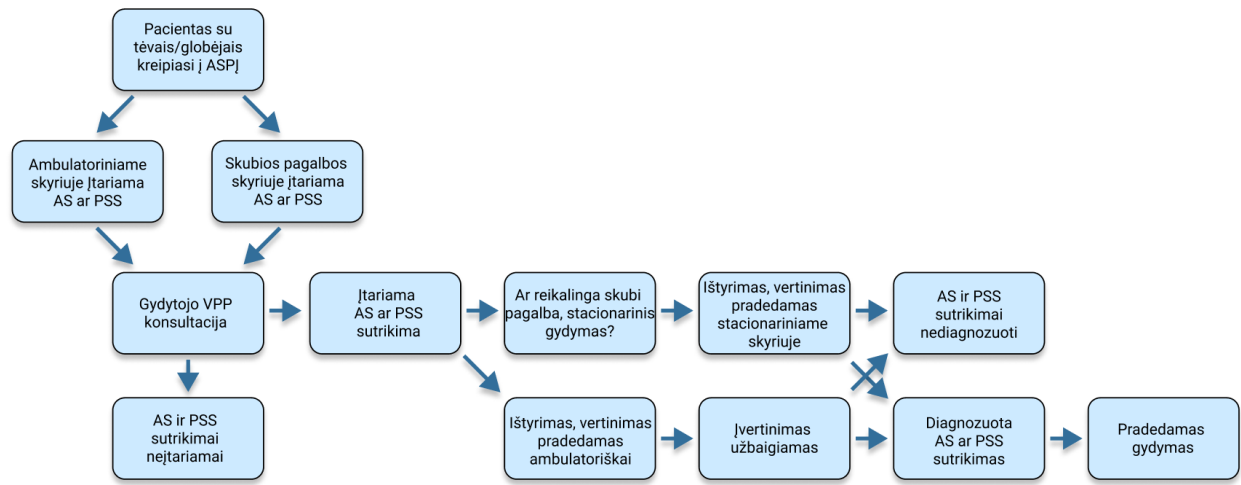 Pacientas su
tėvais/globėjais
kreipiasi į ASPĮ
Ambulatoriniame
skyriuje Įtariama
AS ar PSS
Skubios pagalbos
skyriuje įtariama
AS ar PSS
Gydytojo VPP
konsultacija
Įtariama
AS ar PSS
sutrikima
Ar reikalinga skubi
pagalba, stacionarinis
gydymas?
Ištyrimas, vertinimas
pradedamas
stacionariniame
skyriuje
AS ir PSS
sutrikimai
nediagnozuoti
AS ir PSS
sutrikimai
neįtariamai
Ištyrimas, vertinimas
pradedamas
ambulatoriškai
Įvertinimas
užbaigiamas
Diagnozuota
AS ar PSS
sutrikimas
Pradedamas
gydymas